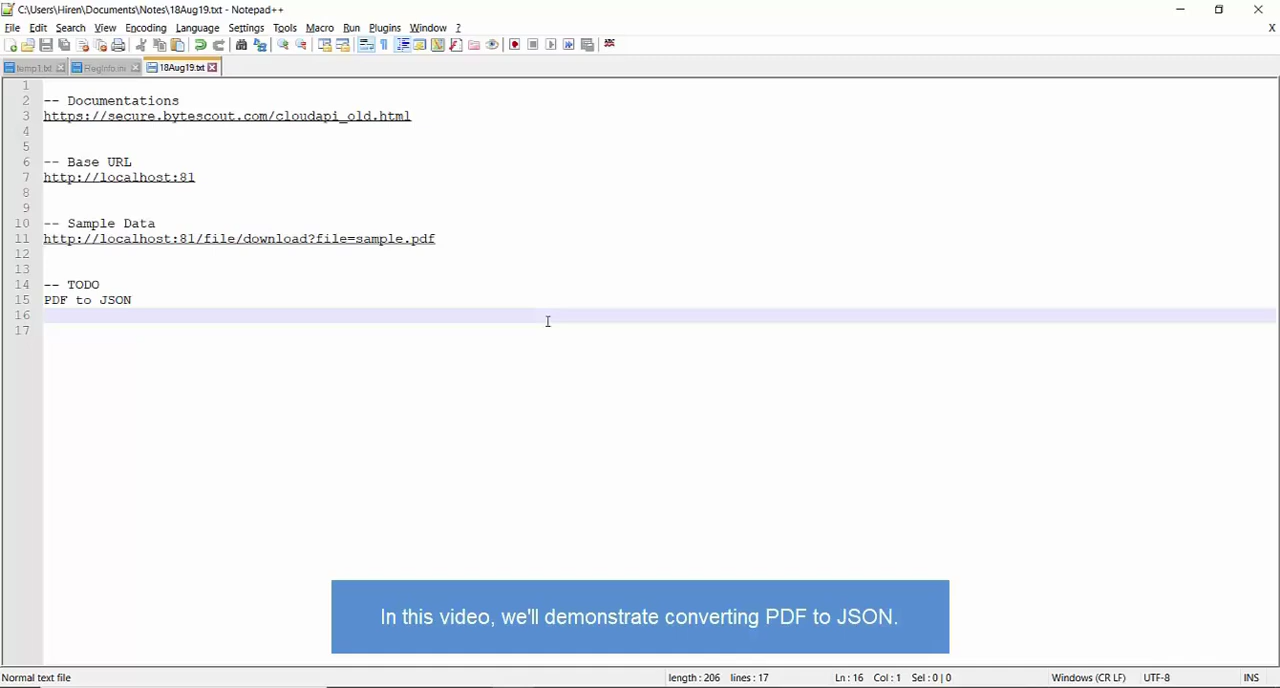 C:\Users\Hiren\Documents\Notes\18Aug19.txt - Notepad++
File Edit Search View Encoding Language Settings Tools Macro Run Plugins Window ? X
temp1.txt RegInfo.ini 18Aug19.txt
1
2 -- Documentations
3 https://secure.bytescout.com/cloudapi_old.html
4
5
6 -- Base URL
7 http://localhost:81
8
9
10 -- Sample Data
11 http://localhost:81/file/download?file=sample.pdf
12
13
14 -- TODO
15 PDF to JSON
16
17
In this video, we'll demonstrate converting PDF to JSON.
Normal text file length : 206 lines : 17 Ln : 16 Col : 1 Sel : 0 | 0 Windows (CR LF) UTF-8 INS